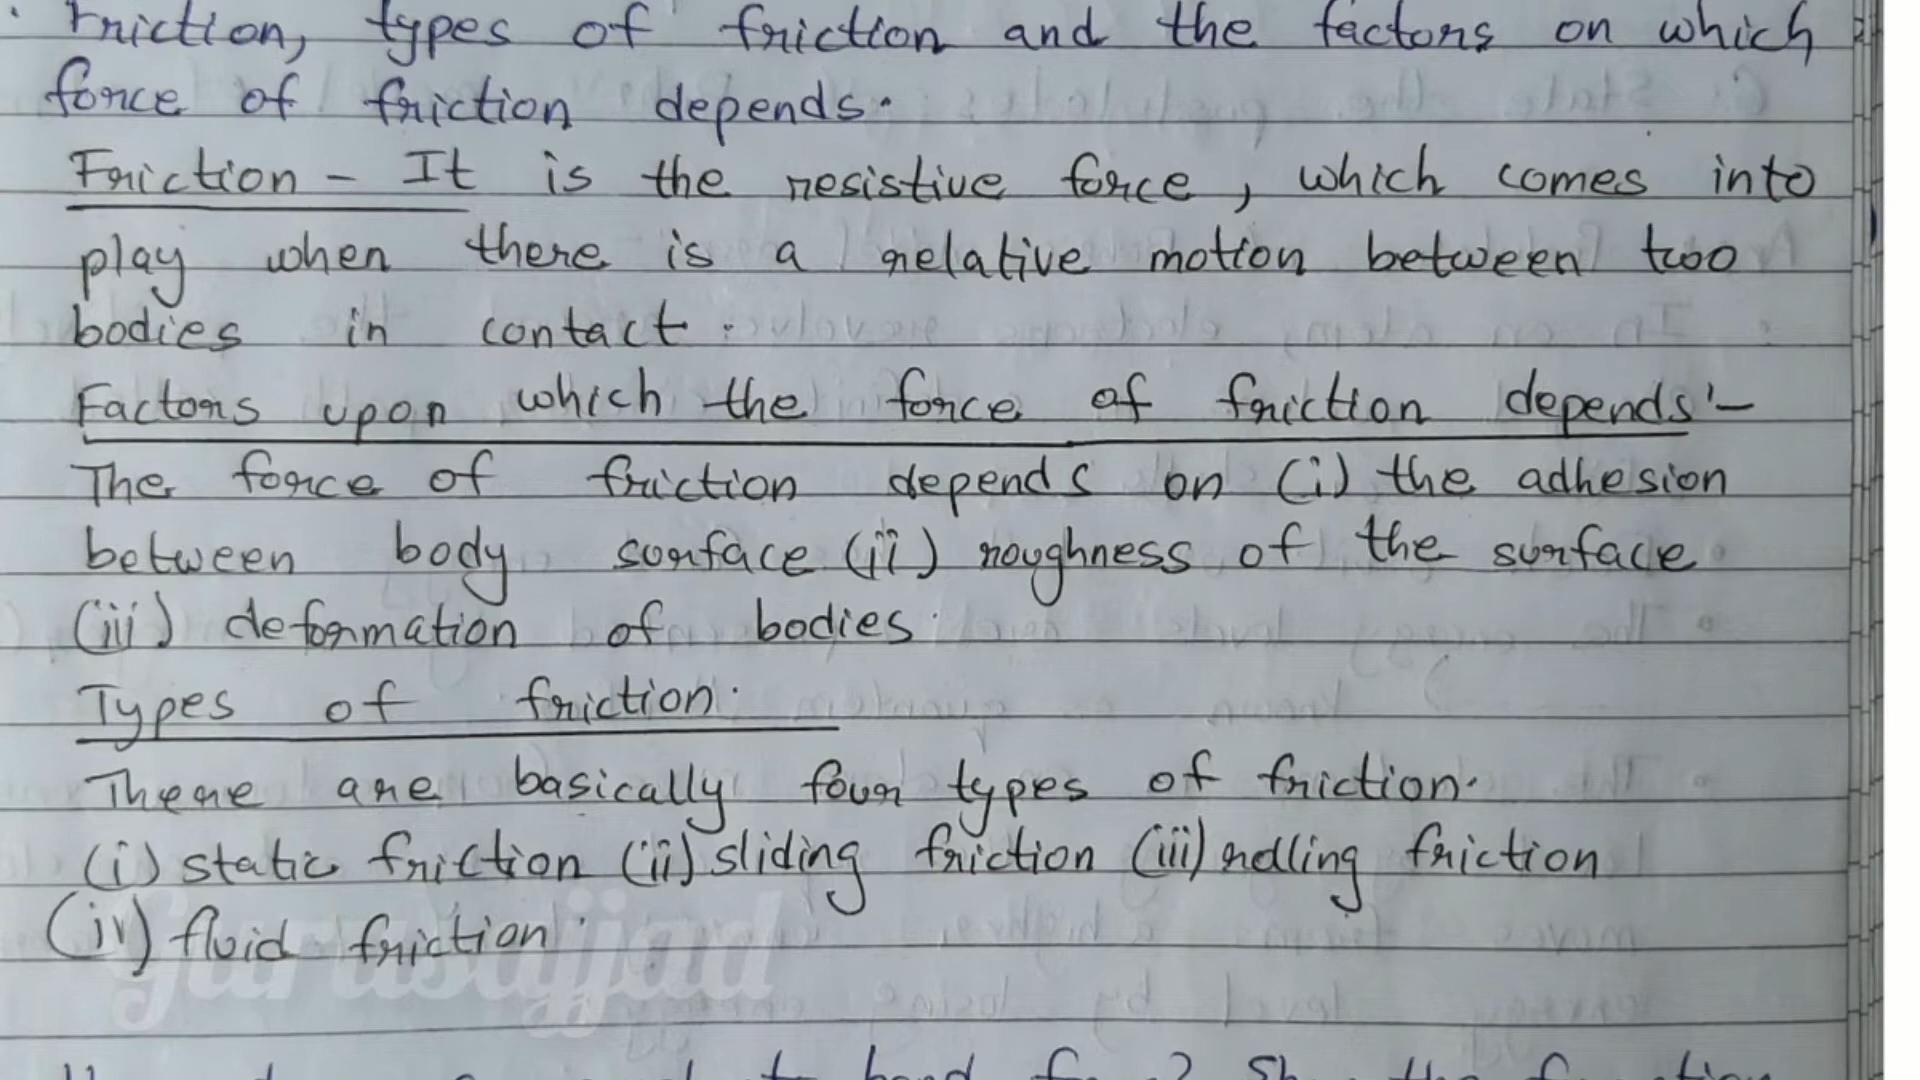 Friction, types of friction and the factors on which
force of friction depends.
Friction - It is the resistive force, which comes into
play when there is a relative motion between two
bodies in contact.
Factors upon which the force of friction depends:-
The force of friction depends on (i) the adhesion
between body surface (ii) roughness of the surface
(iii) deformation of bodies.
Types of friction.
There are basically four types of friction.
(i) static friction (ii) sliding friction (iii) rolling friction
(iv) fluid friction.
Gurusajjad